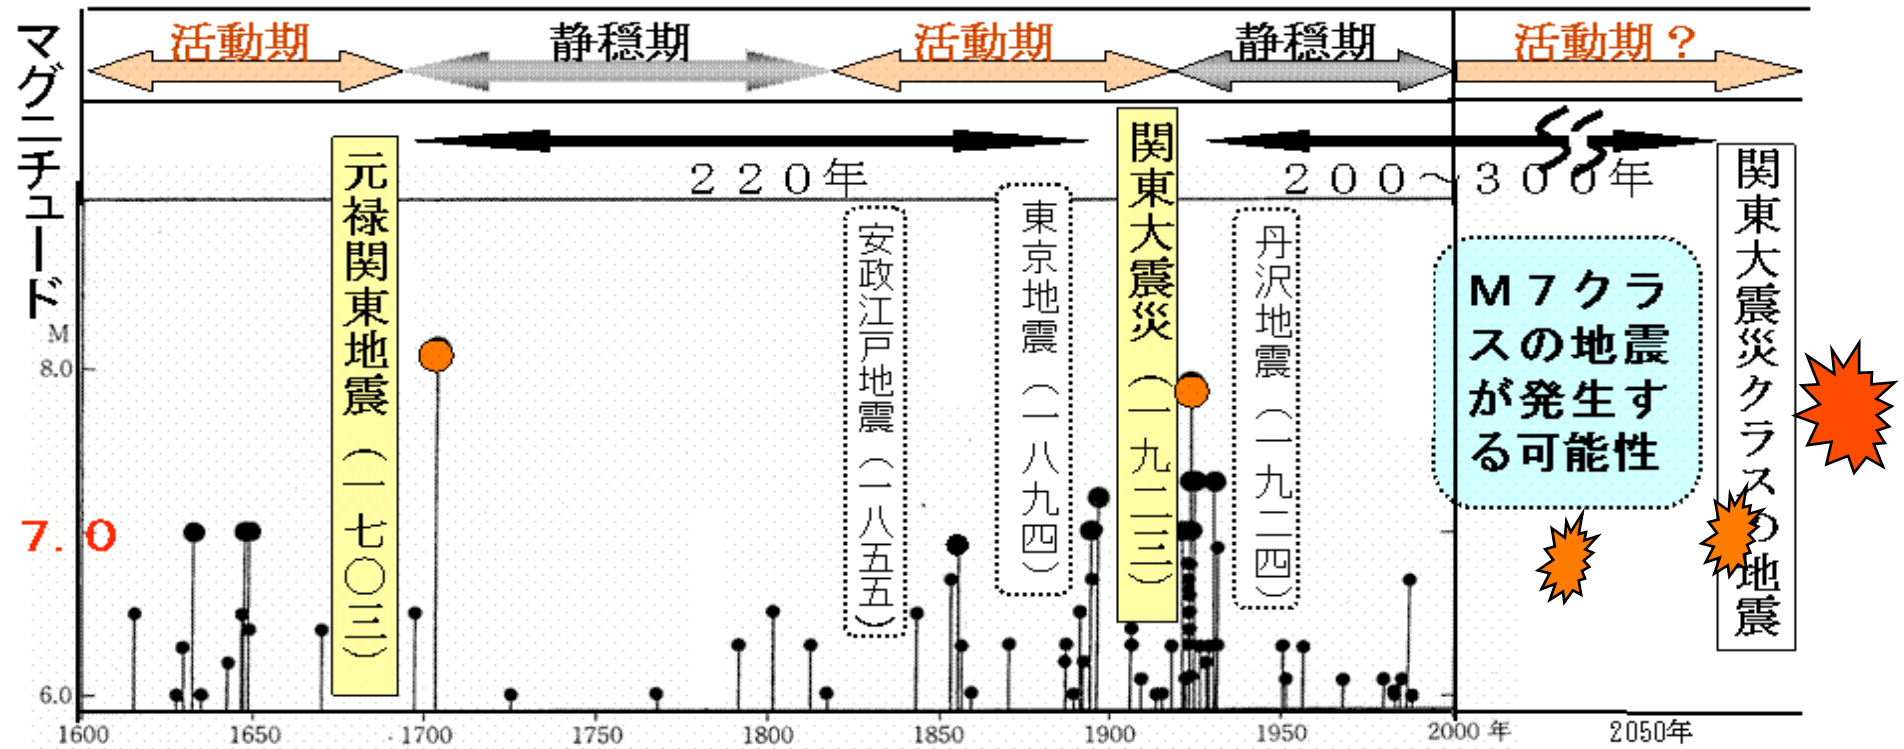 マグニチュード
活動期
静穏期
活動期
静穏期
活動期？
２２０年
２００～３００年
元禄関東地震（一七〇三）
安政江戸地震（一八五五）
東京地震（一八九四）
関東大震災（一九二三）
丹沢地震（一九二四）
Ｍ７クラ
スの地震
が発生す
る可能性
関東大震災クラスの地震
M
8.0
７.０
6.0
1600
1650
1700
1750
1800
1850
1900
1950
2000 年
2050年